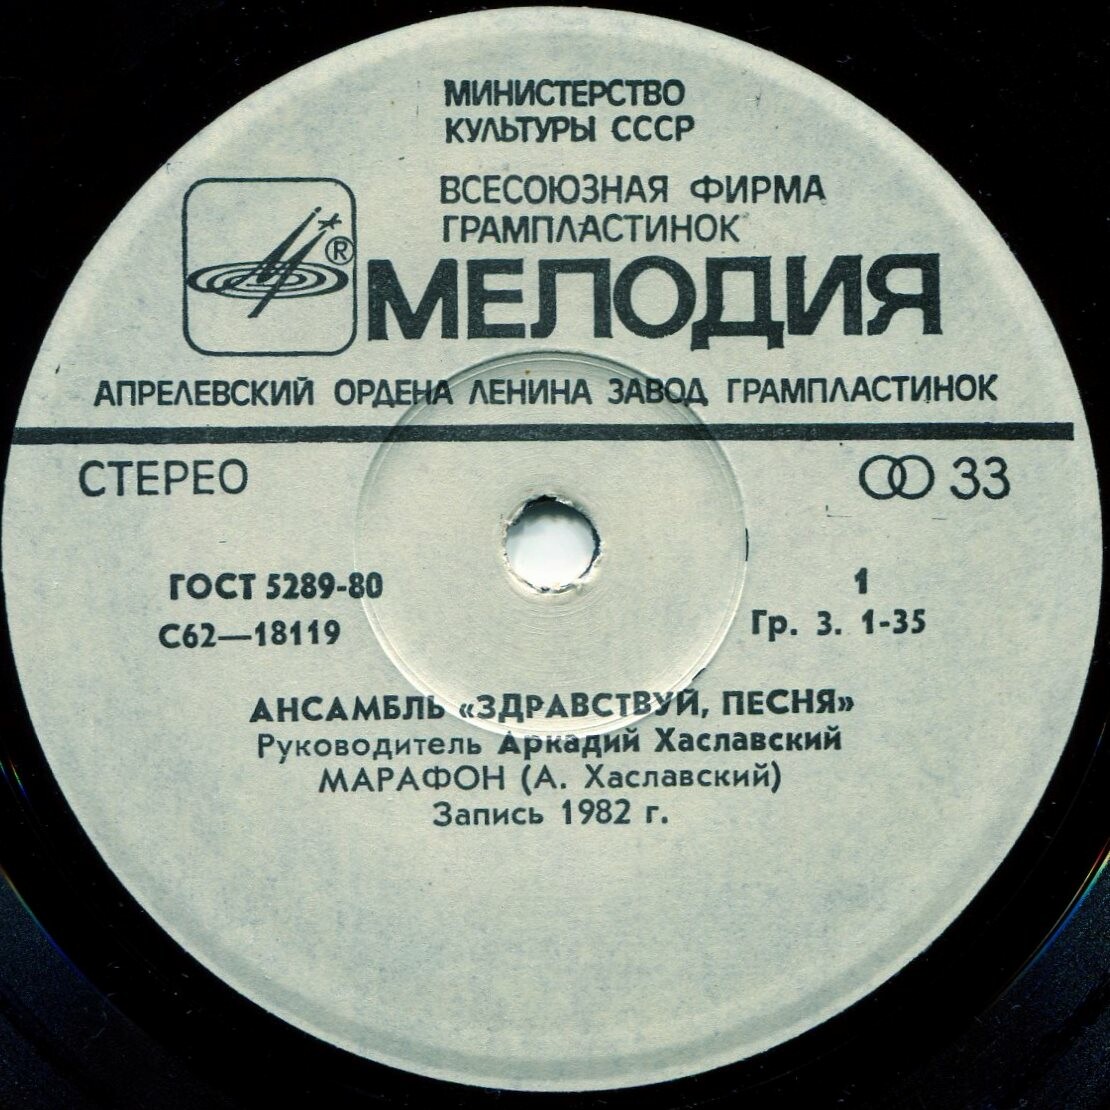 МИНИСТЕРСТВО
КУЛЬТУРЫ СССР
ВСЕСОЮЗНАЯ ФИРМА
ГРАМПЛАСТИНОК
®
МЕЛОДИЯ
АПРЕЛЕВСКИЙ ОРДЕНА ЛЕНИНА ЗАВОД ГРАМПЛАСТИНОК
СТЕРЕО
33
ГОСТ 5289-80
1
С62—18119
Гр. 3. 1-35
АНСАМБЛЬ «ЗДРАВСТВУЙ, ПЕСНЯ»
Руководитель Аркадий Хаславский
МАРАФОН (А. Хаславский)
Запись 1982 г.